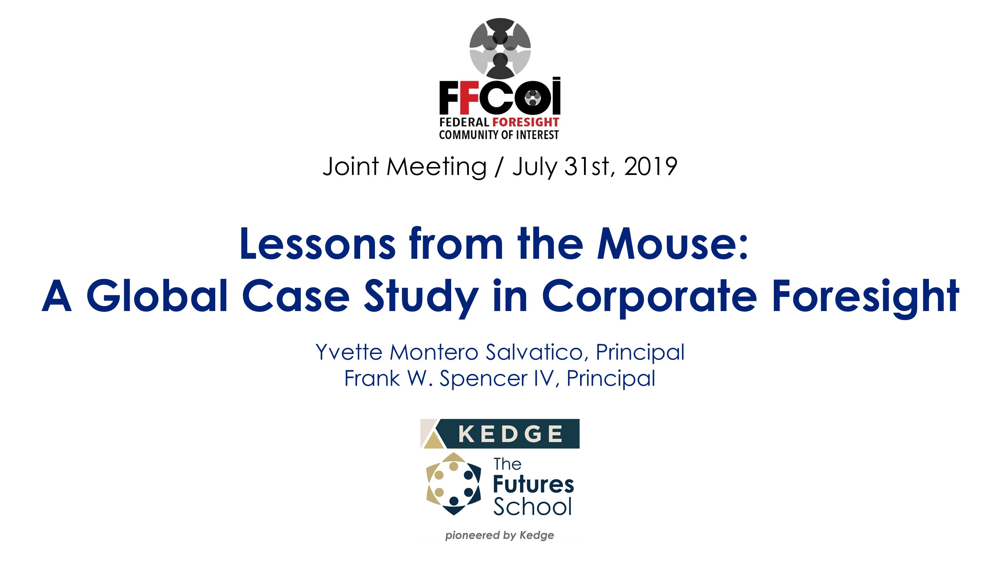 FFCOi
FEDERAL FORESIGHT
COMMUNITY OF INTEREST
Joint Meeting / July 31st, 2019
Lessons from the Mouse:
A Global Case Study in Corporate Foresight
Yvette Montero Salvatico, Principal
Frank W. Spencer IV, Principal
KEDGE
The
Futures
School
pioneered by Kedge